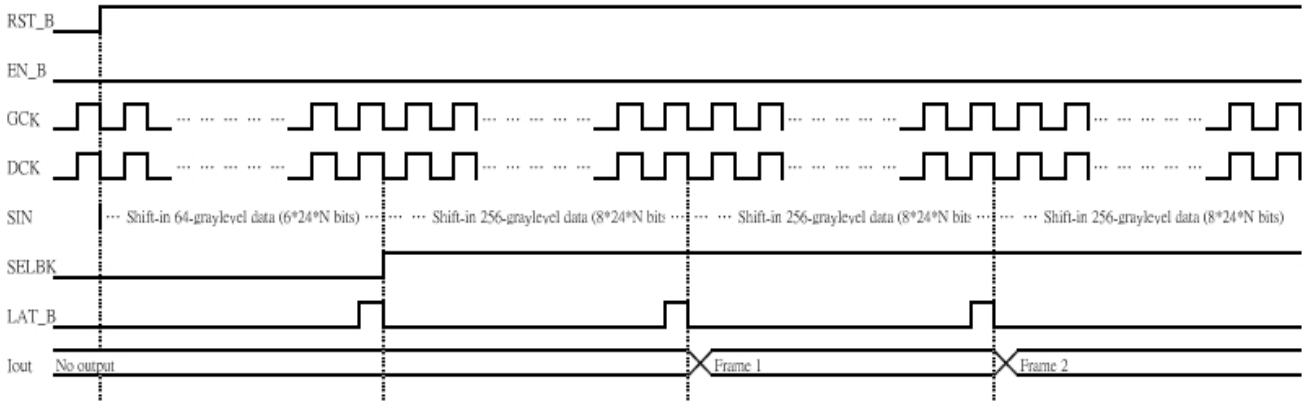 RST_B
EN_B
GCK ... ... ... ... ... ... ... ... ... ... ... ... ... ... ...
DCK ... ... ... ... ... ... ... ... ... ... ... ... ... ... ...
SIN ... Shift-in 64-graylevel data (6*24*N bits) ... ... ... Shift-in 256-graylevel data (8*24*N bits ... ... ... Shift-in 256-graylevel data (8*24*N bits ... ... ... Shift-in 256-graylevel data (8*24*N bits)
SELBK
LAT_B
Iout No output Frame 1 Frame 2